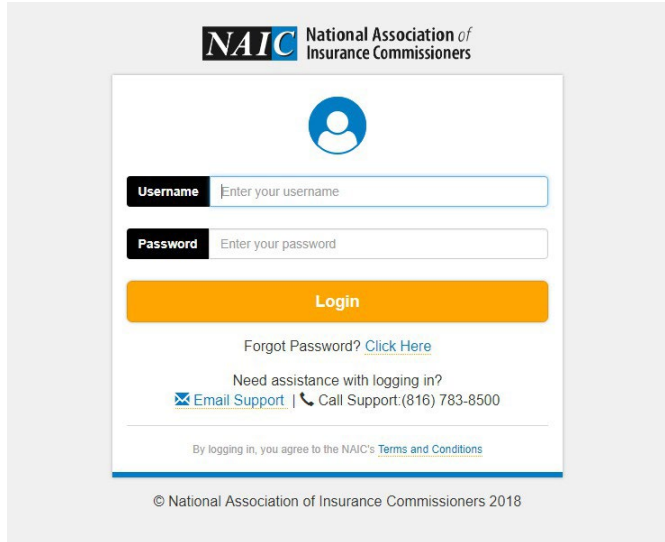 NAIC National Association of
Insurance Commissioners
Username Enter your username
Password Enter your password
Login
Forgot Password? Click Here
Need assistance with logging in?
Email Support | Call Support:(816) 783-8500
By logging in, you agree to the NAIC's Terms and Conditions
© National Association of Insurance Commissioners 2018